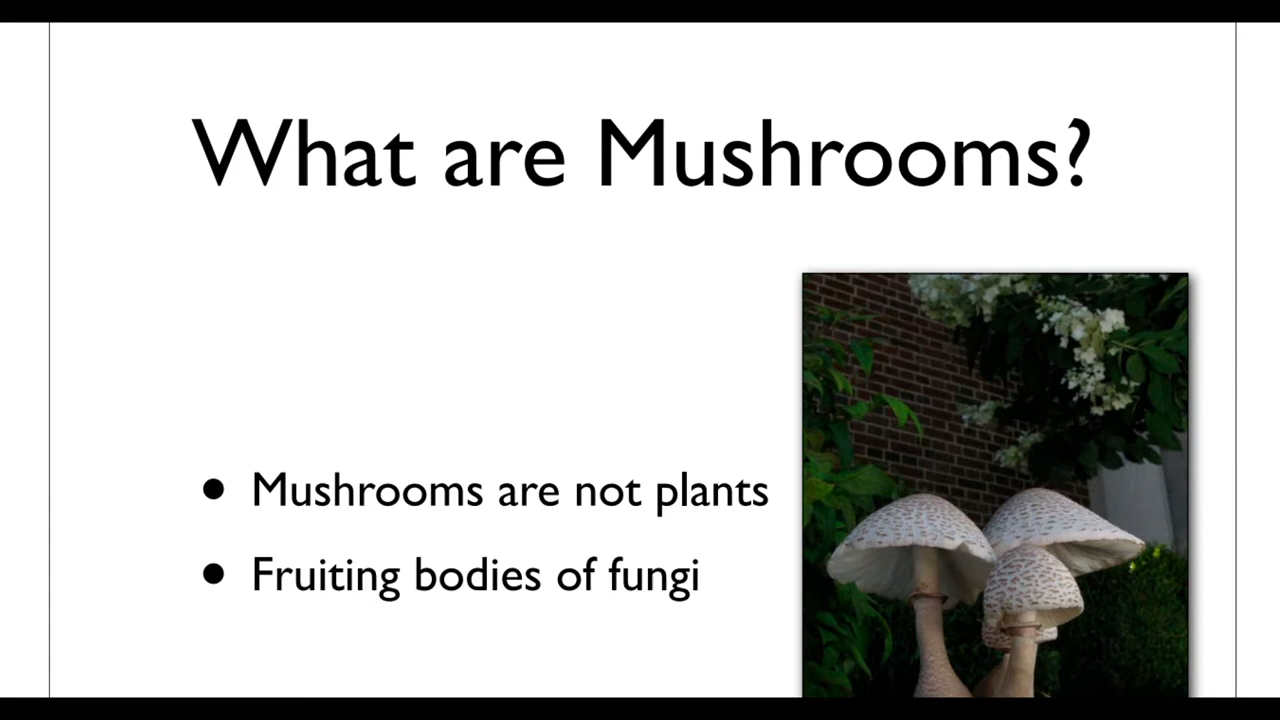 What are Mushrooms?
• Mushrooms are not plants
• Fruiting bodies of fungi